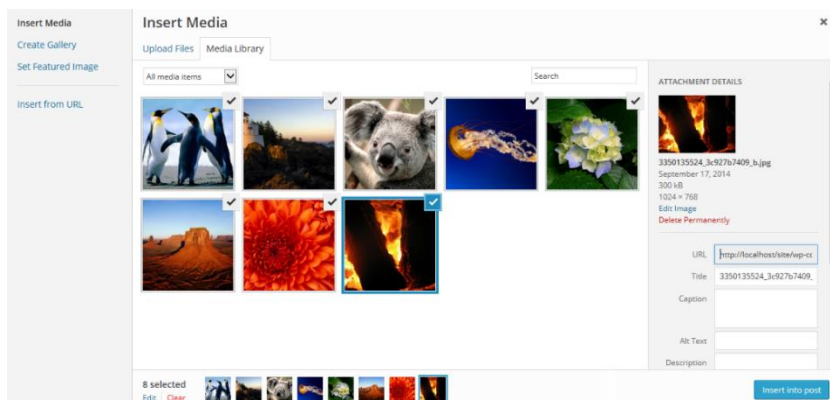 Insert Media
Create Gallery
Set Featured Image
Insert from URL
Insert Media
Upload Files
Media Library
All media items
Search
ATTACHMENT DETAILS
3350135524_3c927b7409_b.jpg
September 17, 2014
300 kB
1024 × 768
Edit Image
Delete Permanently
URL http://localhost/site/wp-cc
Title 3350135524_3c927b7409_
Caption
Alt Text
Description
8 selected
Edit Clear
Insert into post